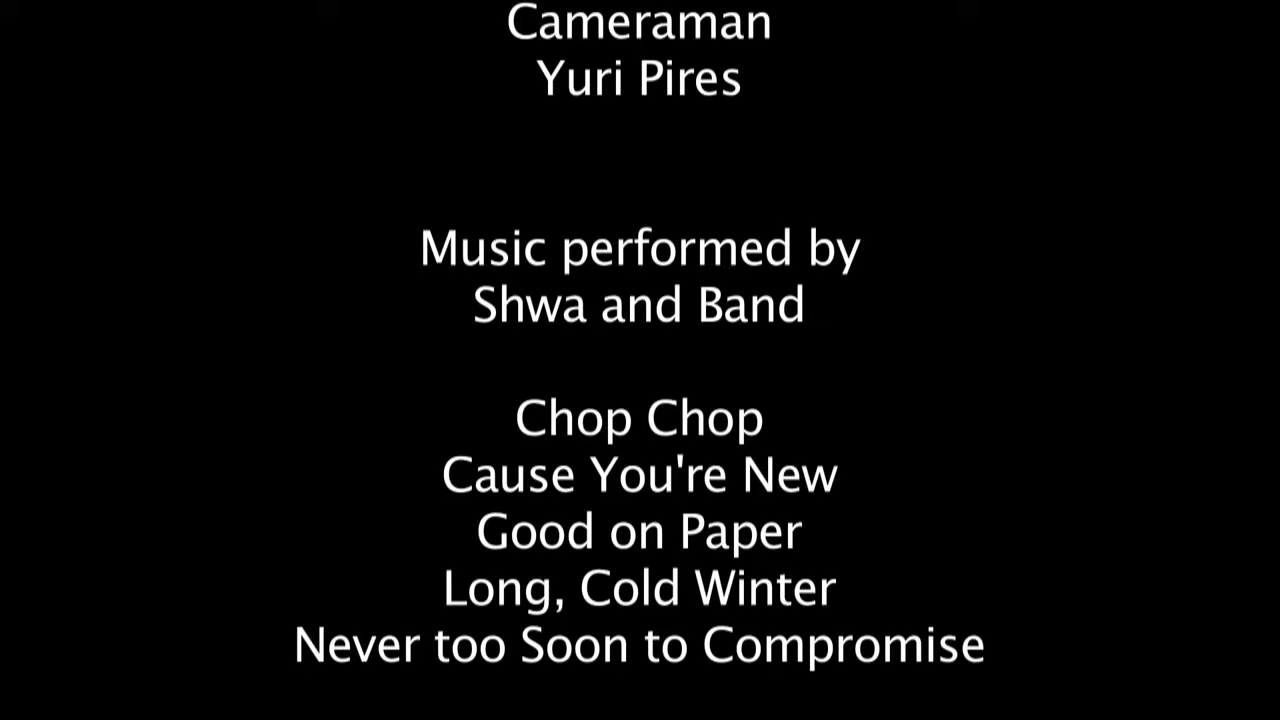 Cameraman
Yuri Pires
Music performed by
Shwa and Band
Chop Chop
Cause You're New
Good on Paper
Long, Cold Winter
Never too Soon to Compromise